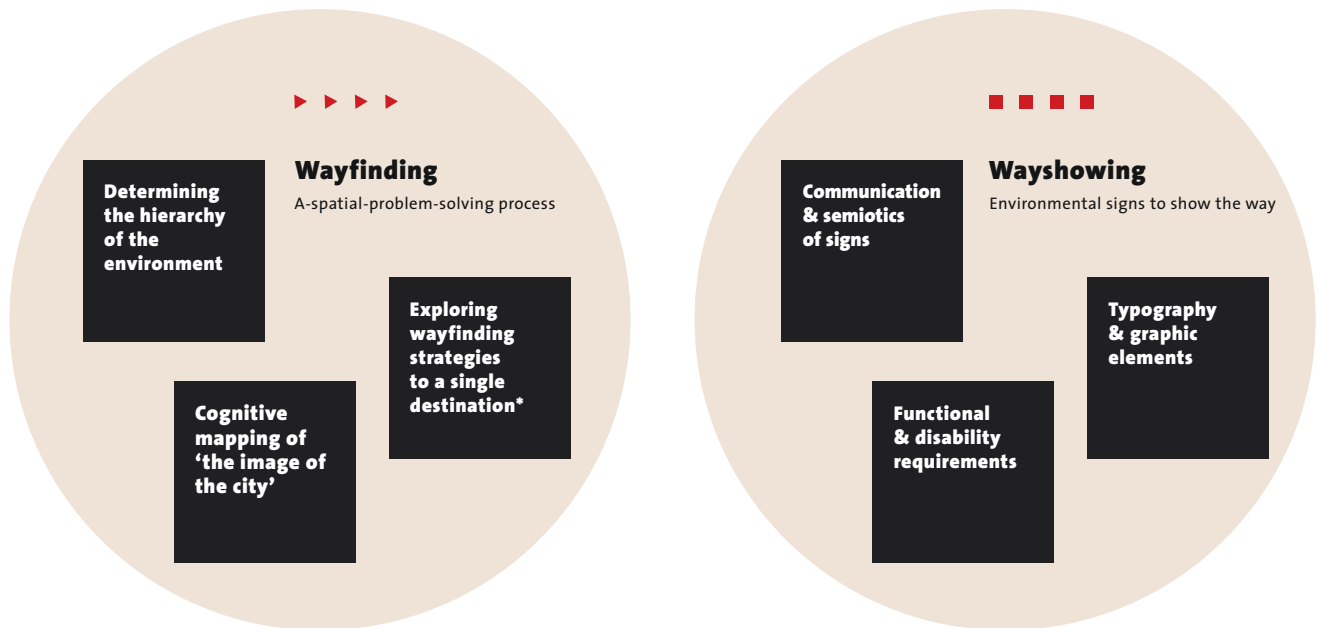 Wayfinding
A-spatial-problem-solving process
Determining
the hierarchy
of the
environment
Exploring
wayfinding
strategies
to a single
destination*
Cognitive
mapping of
‘the image of
the city’
Wayshowing
Environmental signs to show the way
Communication
& semiotics
of signs
Typography
& graphic
elements
Functional
& disability
requirements